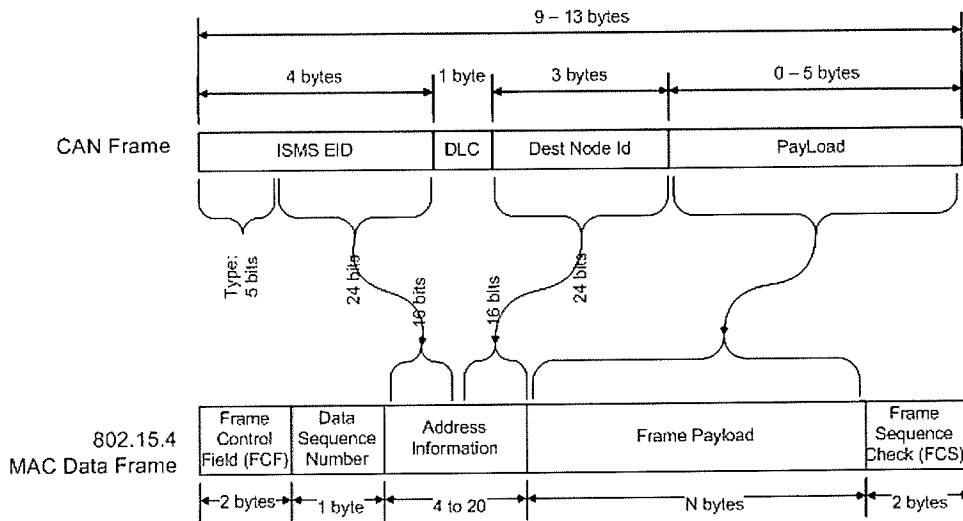 9 – 13 bytes
4 bytes
1 byte
3 bytes
0 – 5 bytes
CAN Frame
ISMS EID
DLC
Dest Node Id
PayLoad
Type:
5 bits
24 bits
16 bits
16 bits
24 bits
802.15.4
MAC Data Frame
Frame
Control
Field (FCF)
Data
Sequence
Number
Address
Information
Frame Payload
Frame
Sequence
Check (FCS)
2 bytes
1 byte
4 to 20
N bytes
2 bytes